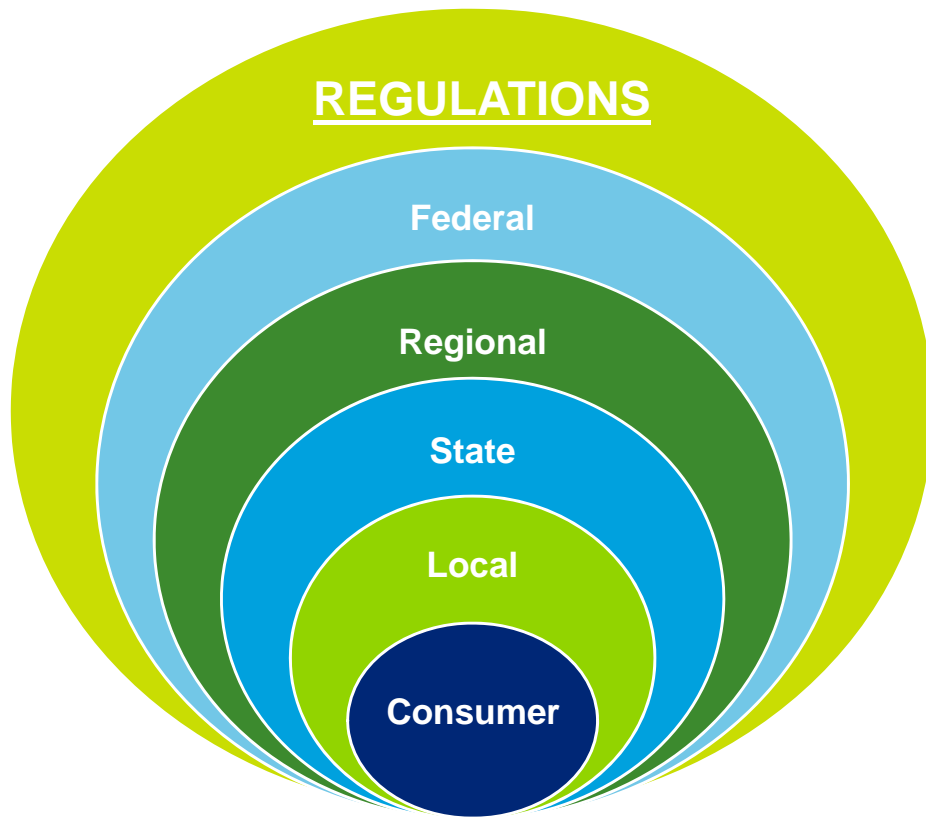 REGULATIONS
Federal
Regional
State
Local
Consumer